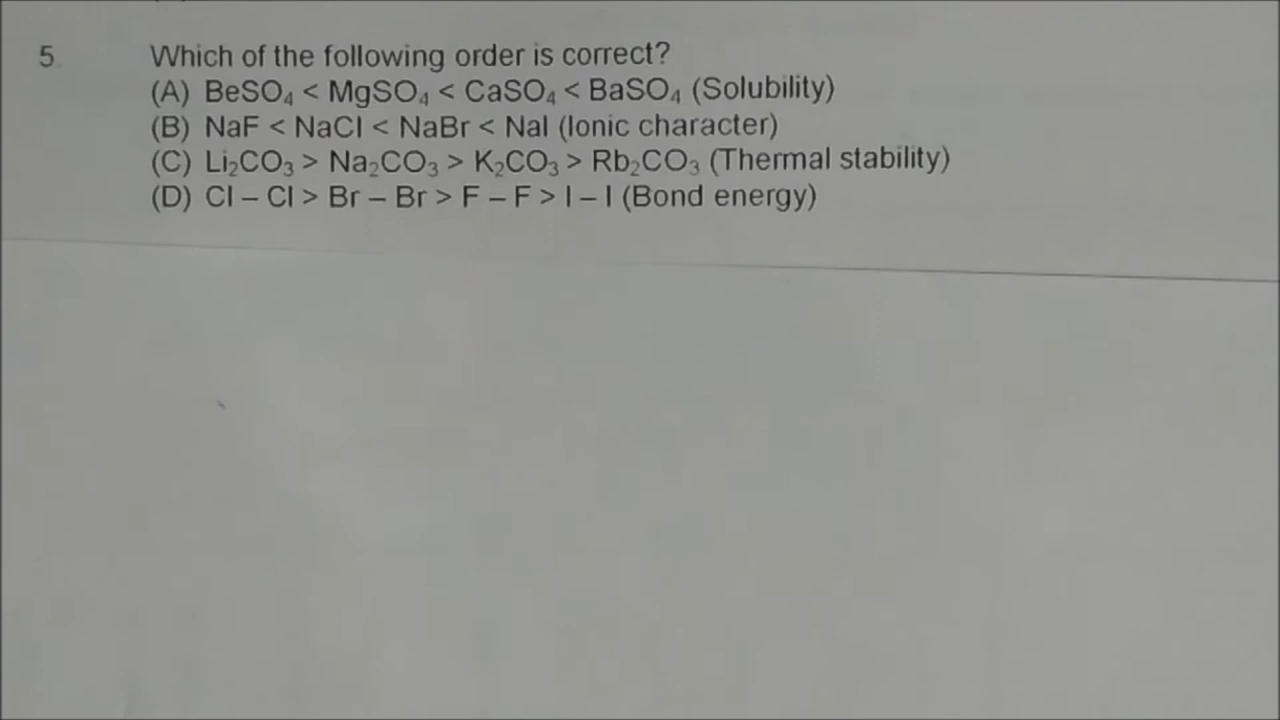 5. Which of the following order is correct?
(A) BeSO₄ < MgSO₄ < CaSO₄ < BaSO₄ (Solubility)
(B) NaF < NaCl < NaBr < NaI (Ionic character)
(C) Li₂CO₃ > Na₂CO₃ > K₂CO₃ > Rb₂CO₃ (Thermal stability)
(D) Cl – Cl > Br – Br > F – F > I – I (Bond energy)